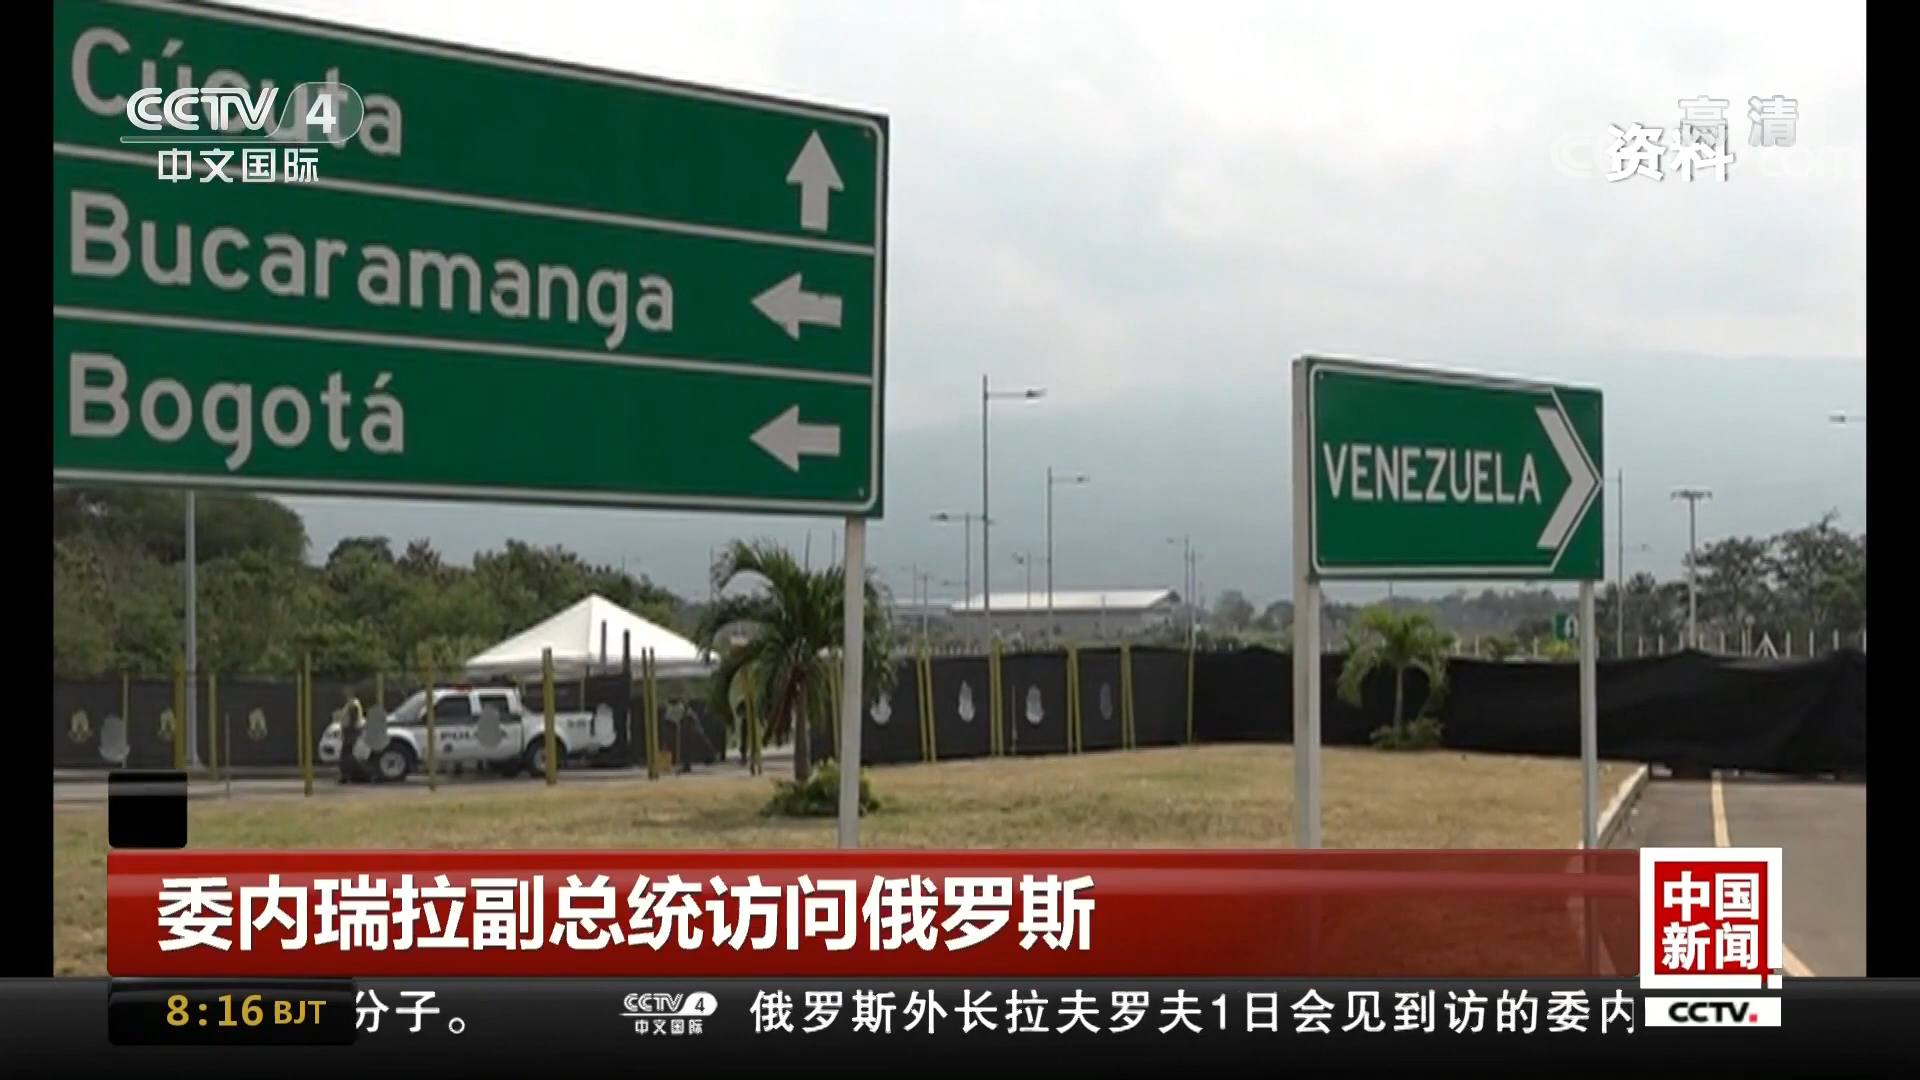 Cúcuta
CCTV 4
中文国际
高清
资料
Bucaramanga
Bogotá
VENEZUELA
POLICIA
委内瑞拉副总统访问俄罗斯
中国
新闻
8:16 BJT
分子。
CCTV 4
中文国际
俄罗斯外长拉夫罗夫1日会见到访的委内
CCTV.